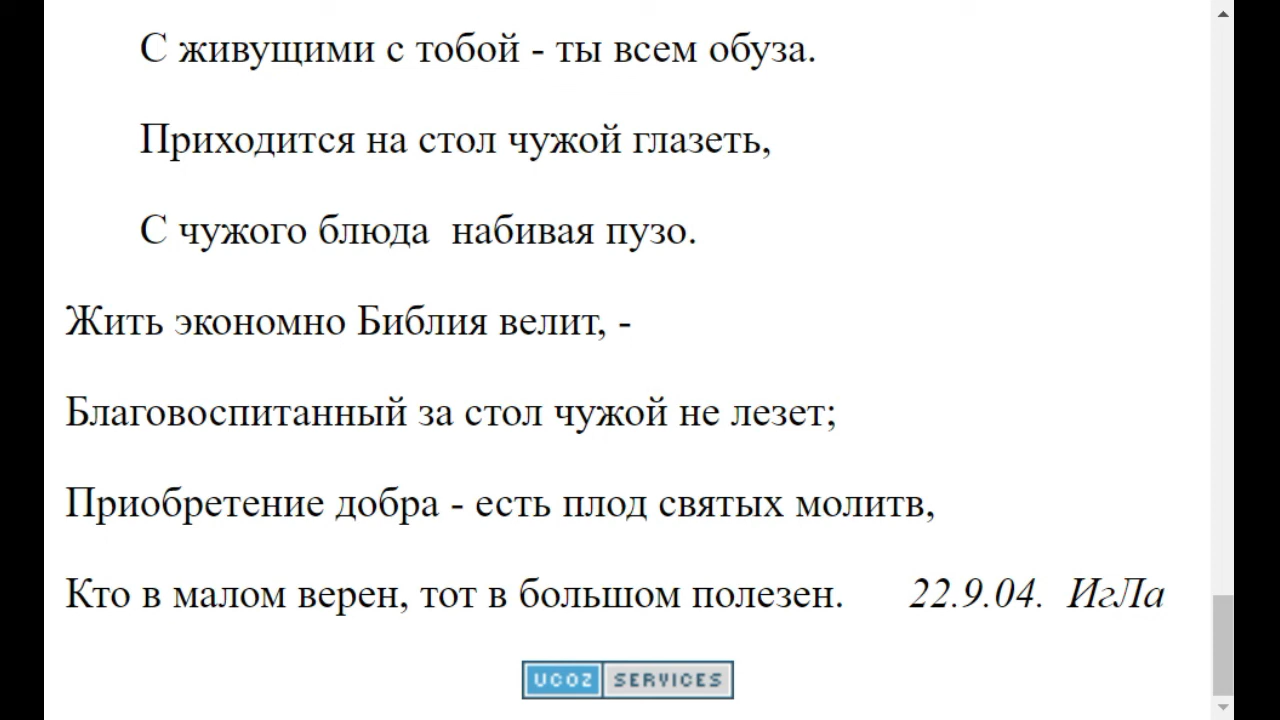 С живущими с тобой - ты всем обуза.
Приходится на стол чужой глазеть,
С чужого блюда  набивая пузо.
Жить экономно Библия велит, -
Благовоспитанный за стол чужой не лезет;
Приобретение добра - есть плод святых молитв,
Кто в малом верен, тот в большом полезен. 22.9.04. ИгЛа
UCOZ SERVICES